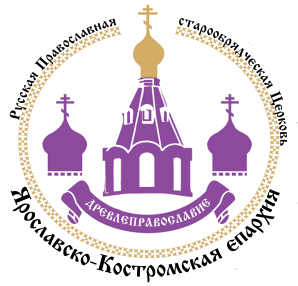 Русская Православная старообрядческая Церковь
Древлеправославие
Ярославско-Костромская епархия